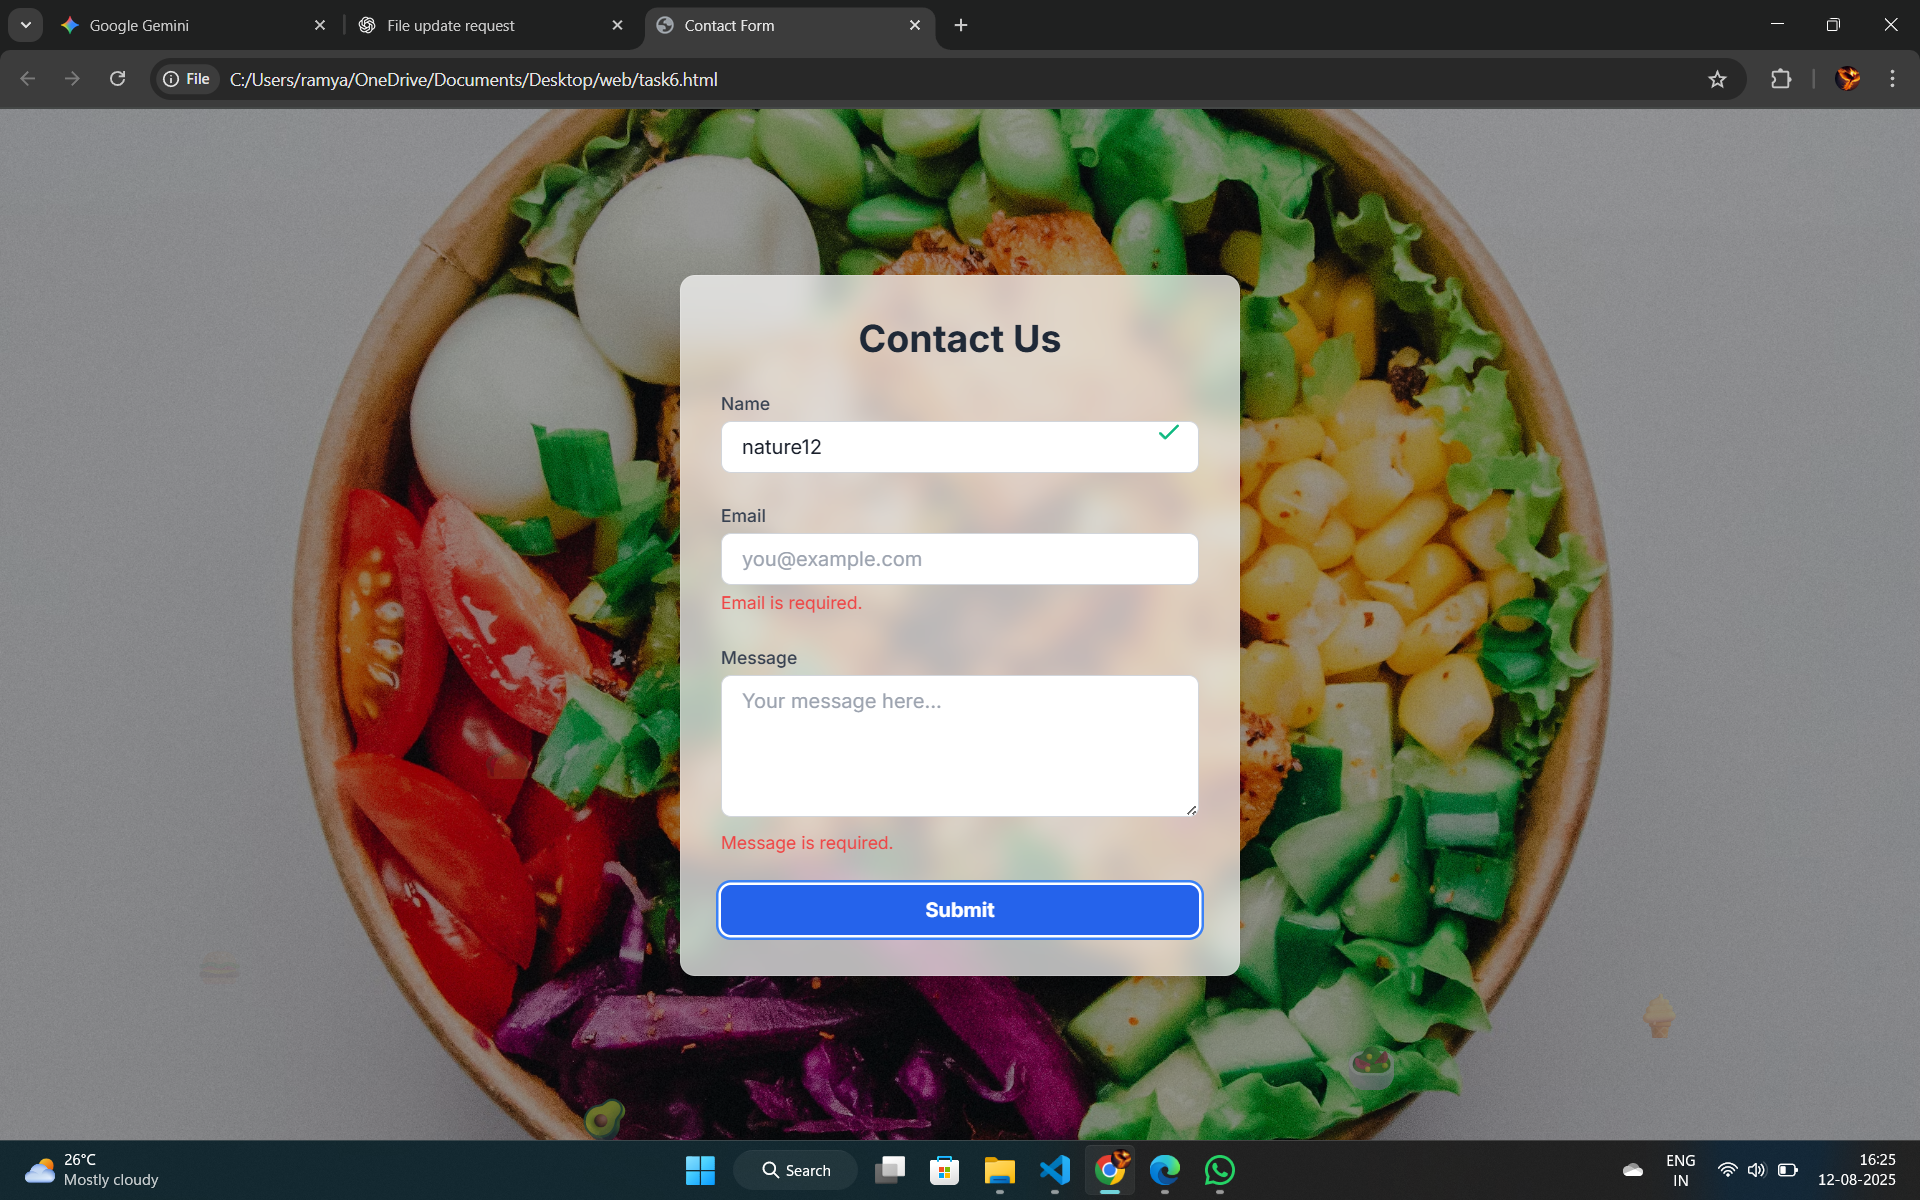 Google Gemini
File update request
Contact Form
File
C:/Users/ramya/OneDrive/Documents/Desktop/web/task6.html
Contact Us
Name
nature12
Email
you@example.com
Email is required.
Message
Your message here...
Message is required.
Submit
26°C
Mostly cloudy
Search
ENG
IN
16:25
12-08-2025